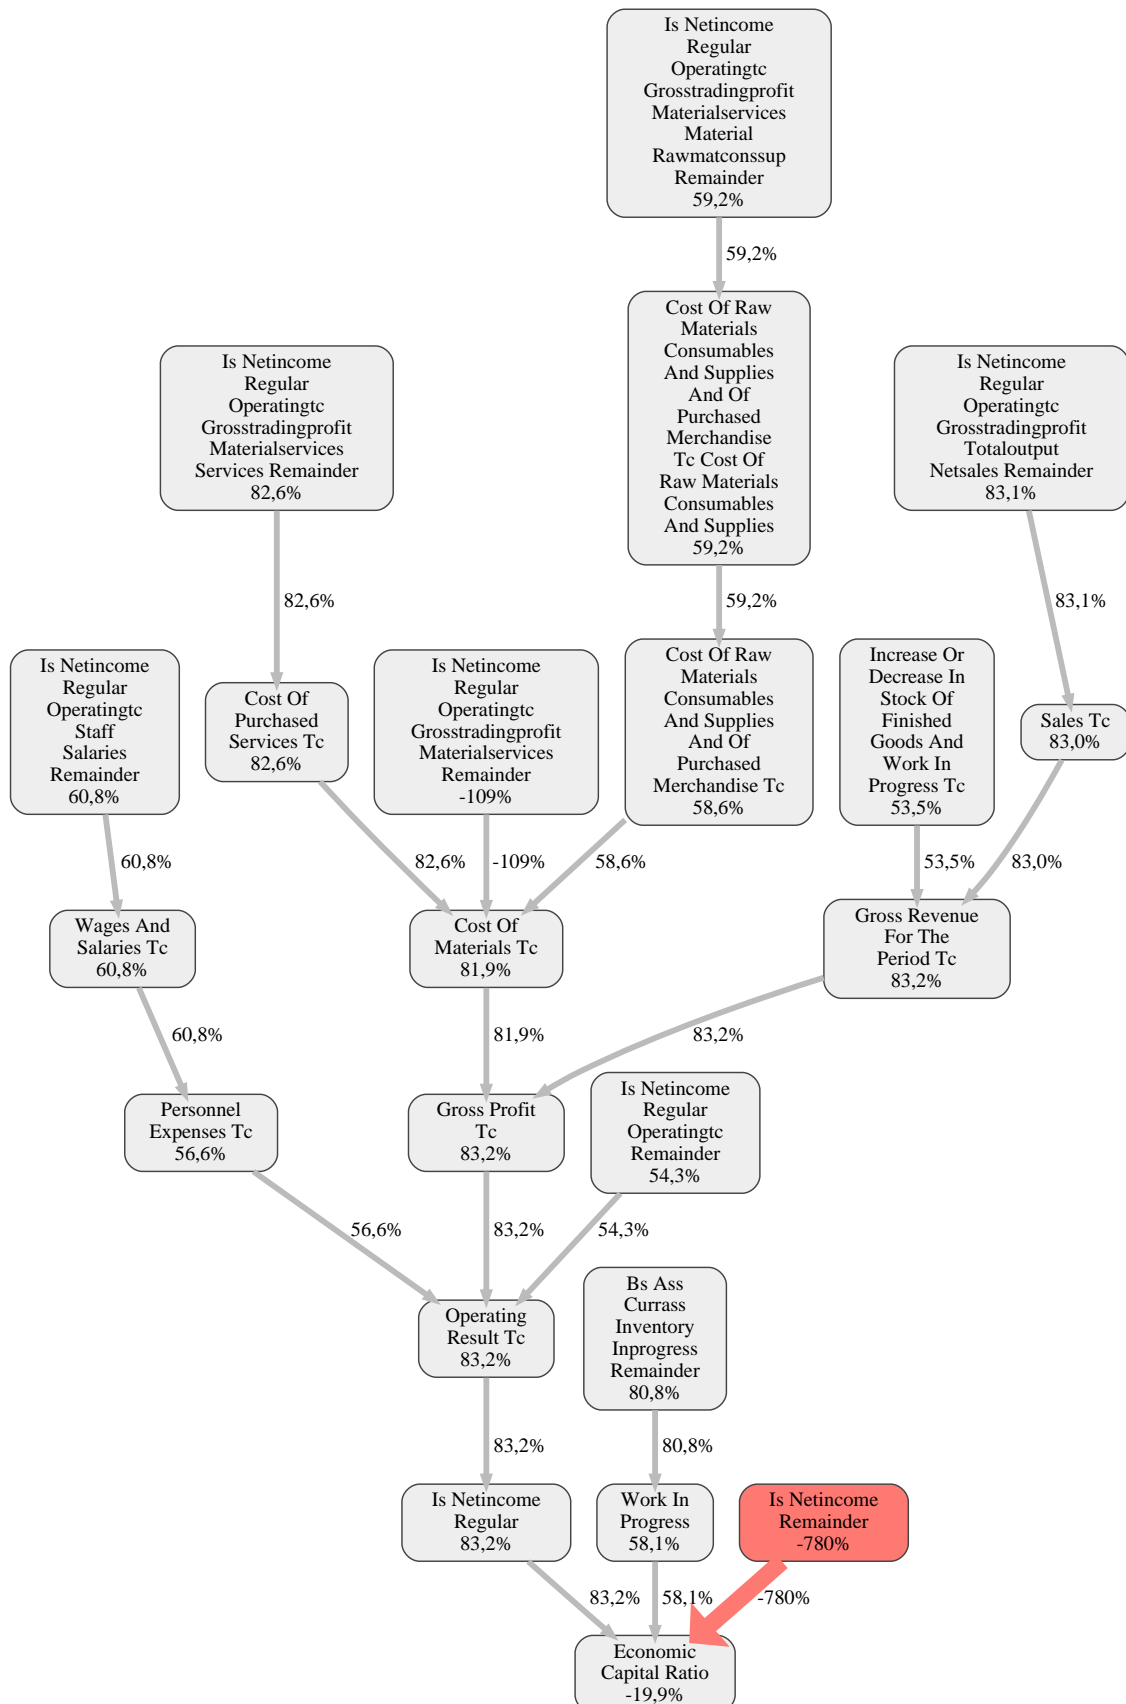 Is Netincome
Regular
Operatingtc
Grosstradingprofit
Materialservices
Material
Rawmatconssup
Remainder
59,2%
59,2%
Cost Of Raw
Materials
Consumables
And Supplies
And Of
Purchased
Merchandise
Tc Cost Of
Raw Materials
Consumables
And Supplies
59,2%
Is Netincome
Regular
Operatingtc
Grosstradingprofit
Materialservices
Services Remainder
82,6%
Is Netincome
Regular
Operatingtc
Grosstradingprofit
Totaloutput
Netsales Remainder
83,1%
82,6%
59,2%
83,1%
Is Netincome
Regular
Operatingtc
Staff
Salaries
Remainder
60,8%
Cost Of
Purchased
Services Tc
82,6%
Is Netincome
Regular
Operatingtc
Grosstradingprofit
Materialservices
Remainder
-109%
Cost Of Raw
Materials
Consumables
And Supplies
And Of
Purchased
Merchandise Tc
58,6%
Increase Or
Decrease In
Stock Of
Finished
Goods And
Work In
Progress Tc
53,5%
Sales Tc
83,0%
60,8%
82,6%
-109%
58,6%
53,5%
83,0%
Wages And
Salaries Tc
60,8%
Cost Of
Materials Tc
81,9%
Gross Revenue
For The
Period Tc
83,2%
60,8%
81,9%
83,2%
Personnel
Expenses Tc
56,6%
Gross Profit
Tc
83,2%
Is Netincome
Regular
Operatingtc
Remainder
54,3%
56,6%
83,2%
54,3%
Operating
Result Tc
83,2%
Bs Ass
Currass
Inventory
Inprogress
Remainder
80,8%
83,2%
80,8%
Is Netincome
Regular
83,2%
Work In
Progress
58,1%
Is Netincome
Remainder
-780%
83,2%
58,1%
-780%
Economic
Capital Ratio
-19,9%